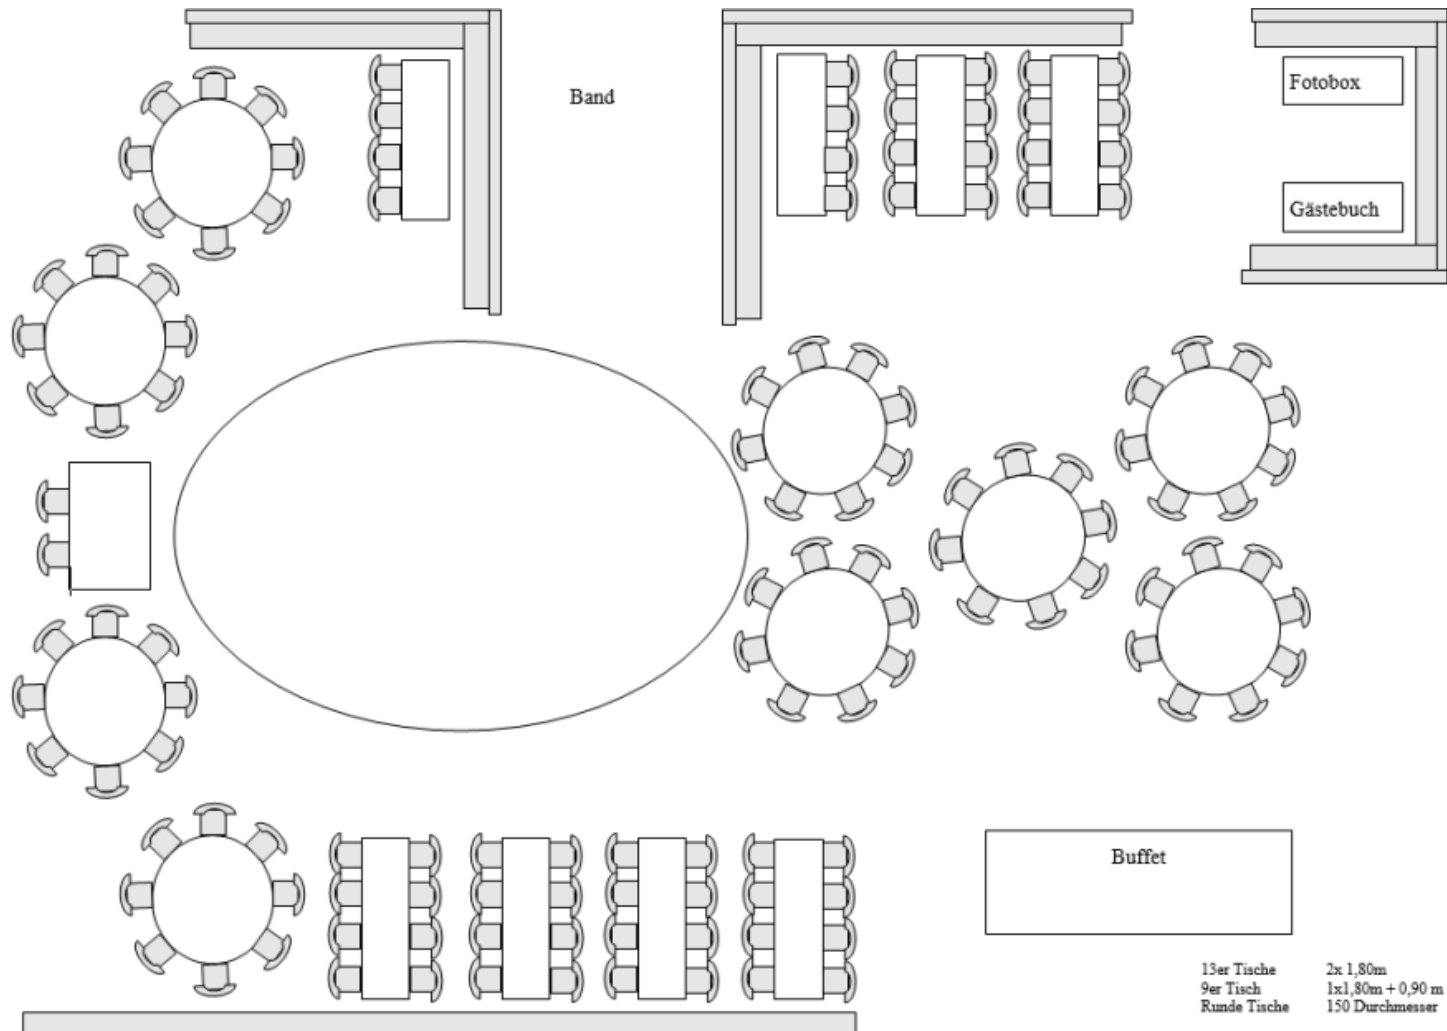 Band
Fotobox
Gästebuch
Buffet
13er Tische 2x 1,80m
9er Tisch 1x1,80m + 0,90 m
Runde Tische 150 Durchmesser